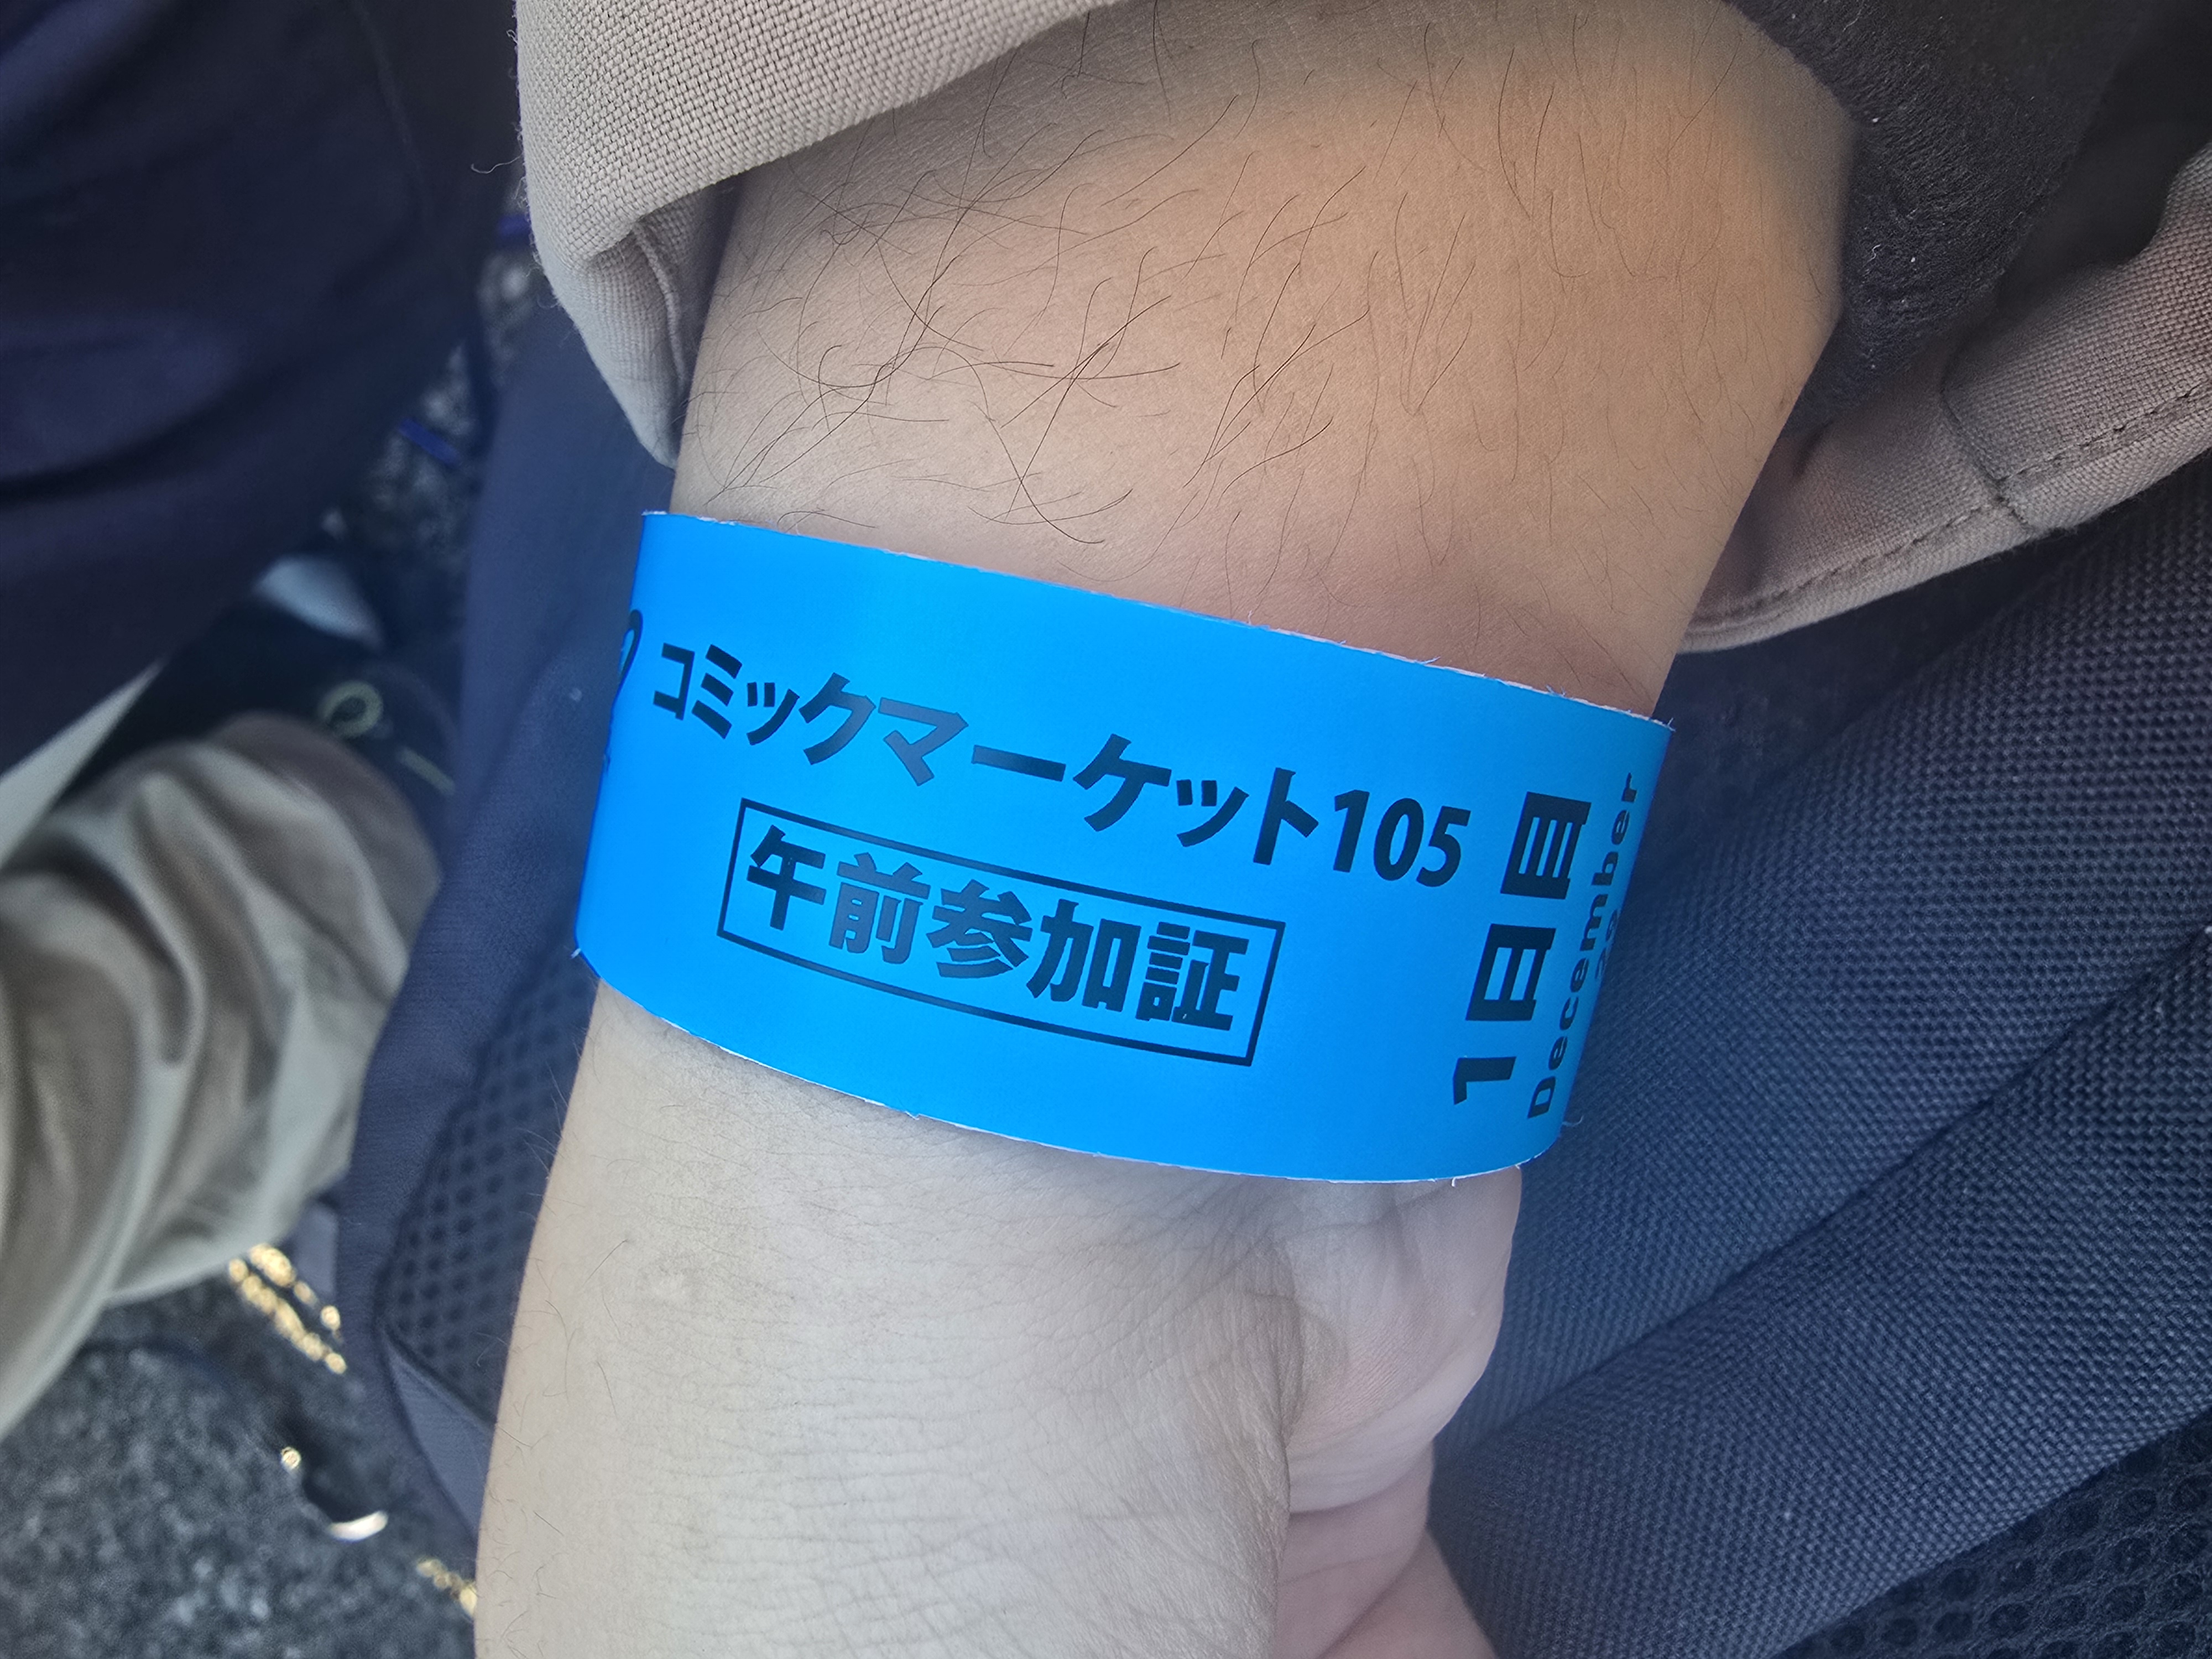 コミックマーケット105
午前参加証
1日目
December